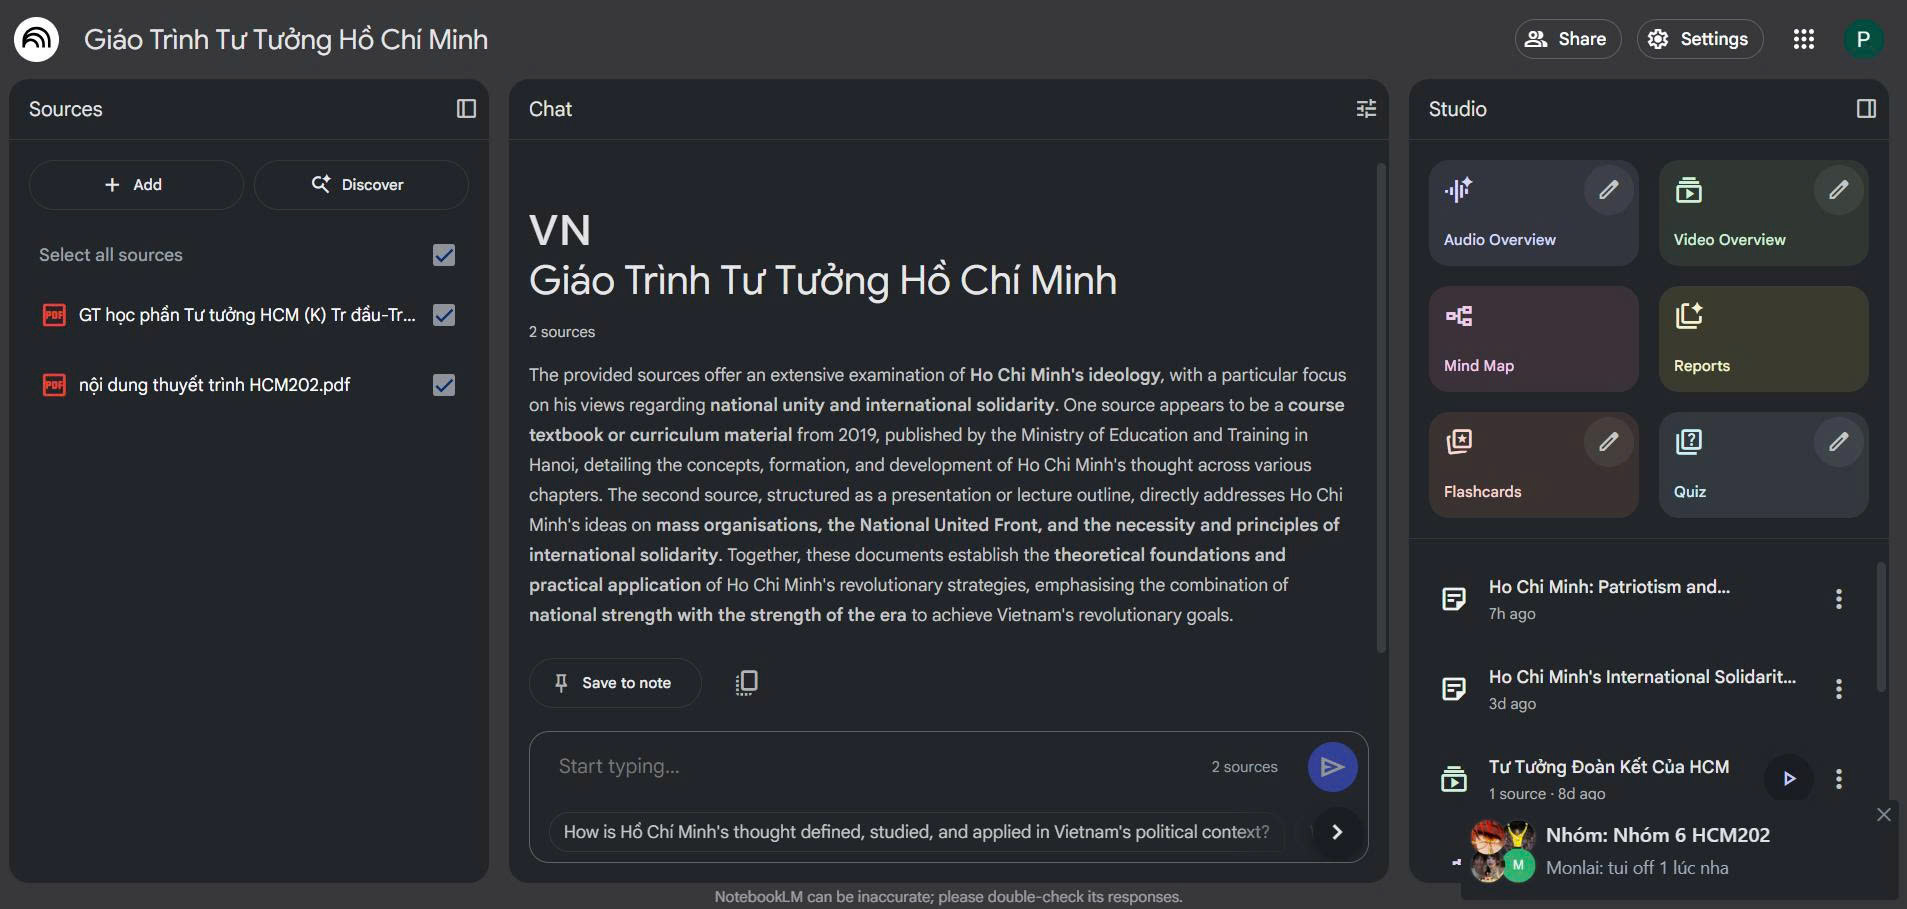 Giáo Trình Tư Tưởng Hồ Chí Minh
Share
Settings
P
Sources
Add
Discover
Select all sources
GT học phần Tư tưởng HCM (K) Tr đầu-Tr...
nội dung thuyết trình HCM202.pdf
Chat
VN
Giáo Trình Tư Tưởng Hồ Chí Minh
2 sources
The provided sources offer an extensive examination of Ho Chi Minh's ideology, with a particular focus
on his views regarding national unity and international solidarity. One source appears to be a course
textbook or curriculum material from 2019, published by the Ministry of Education and Training in
Hanoi, detailing the concepts, formation, and development of Ho Chi Minh's thought across various
chapters. The second source, structured as a presentation or lecture outline, directly addresses Ho Chi
Minh's ideas on mass organisations, the National United Front, and the necessity and principles of
international solidarity. Together, these documents establish the theoretical foundations and
practical application of Ho Chi Minh's revolutionary strategies, emphasising the combination of
national strength with the strength of the era to achieve Vietnam's revolutionary goals.
Save to note
Start typing...
2 sources
How is Hồ Chí Minh's thought defined, studied, and applied in Vietnam's political context?
NotebookLM can be inaccurate; please double-check its responses.
Studio
Audio Overview
Video Overview
Mind Map
Reports
Flashcards
Quiz
Ho Chi Minh: Patriotism and...
7h ago
Ho Chi Minh's International Solidarit...
3d ago
Tư Tưởng Đoàn Kết Của HCM
1 source · 8d ago
M
Nhóm: Nhóm 6 HCM202
Monlai: tui off 1 lúc nha